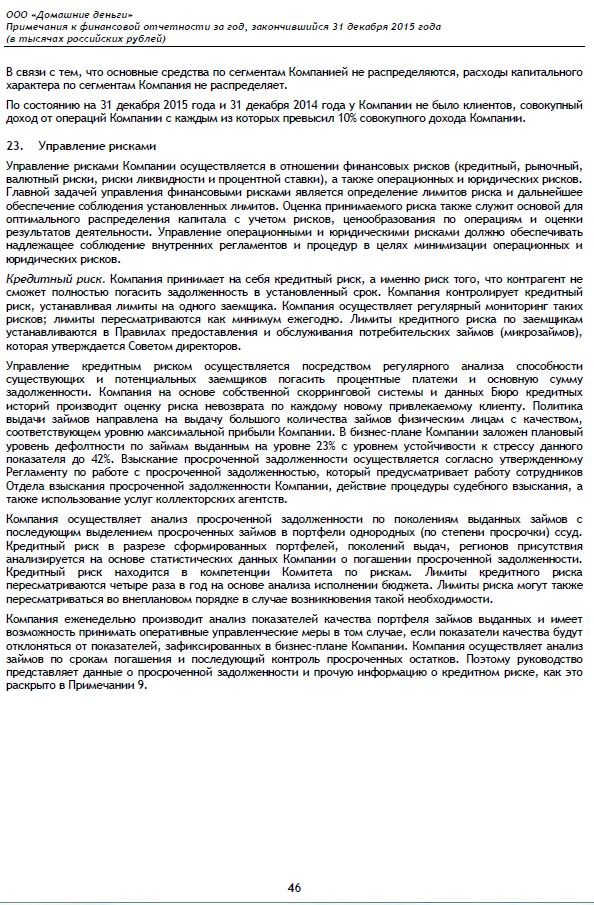 ООО «Домашние деньги»
Примечания к финансовой отчетности за год, закончившийся 31 декабря 2015 года
(в тысячах российских рублей)
В связи с тем, что основные средства по сегментам Компанией не распределяются, расходы капитального
характера по сегментам Компания не распределяет.
По состоянию на 31 декабря 2015 года и 31 декабря 2014 года у Компании не было клиентов, совокупный
доход от операций Компании с каждым из которых превысил 10% совокупного дохода Компании.
23. Управление рисками
Управление рисками Компании осуществляется в отношении финансовых рисков (кредитный, рыночный,
валютный риски, риски ликвидности и процентной ставки), а также операционных и юридических рисков.
Главной задачей управления финансовыми рисками является определение лимитов риска и дальнейшее
обеспечение соблюдения установленных лимитов. Оценка принимаемого риска также служит основой для
оптимального распределения капитала с учетом рисков, ценообразования по операциям и оценки
результатов деятельности. Управление операционными и юридическими рисками должно обеспечивать
надлежащее соблюдение внутренних регламентов и процедур в целях минимизации операционных и
юридических рисков.
Кредитный риск. Компания принимает на себя кредитный риск, а именно риск того, что контрагент не
сможет полностью погасить задолженность в установленный срок. Компания контролирует кредитный
риск, устанавливая лимиты на одного заемщика. Компания осуществляет регулярный мониторинг таких
рисков; лимиты пересматриваются как минимум ежегодно. Лимиты кредитного риска по заемщикам
устанавливаются в Правилах предоставления и обслуживания потребительских займов (микрозаймов),
которая утверждается Советом директоров.
Управление кредитным риском осуществляется посредством регулярного анализа способности
существующих и потенциальных заемщиков погасить процентные платежи и основную сумму
задолженности. Компания на основе собственной скорринговой системы и данных Бюро кредитных
историй производит оценку риска невозврата по каждому новому привлекаемому клиенту. Политика
выдачи займов направлена на выдачу большого количества займов физическим лицам с качеством,
соответствующем уровню максимальной прибыли Компании. В бизнес-плане Компании заложен плановый
уровень дефолтности по займам выданным на уровне 23% с уровнем устойчивости к стрессу данного
показателя до 42%. Взыскание просроченной задолженности осуществляется согласно утвержденному
Регламенту по работе с просроченной задолженностью, который предусматривает работу сотрудников
Отдела взыскания просроченной задолженности Компании, действие процедуры судебного взыскания, а
также использование услуг коллекторских агентств.
Компания осуществляет анализ просроченной задолженности по поколениям выданных займов с
последующим выделением просроченных займов в портфели однородных (по степени просрочки) ссуд.
Кредитный риск в разрезе сформированных портфелей, поколений выдач, регионов присутствия
анализируется на основе статистических данных Компании о погашении просроченной задолженности.
Кредитный риск находится в компетенции Комитета по рискам. Лимиты кредитного риска
пересматриваются четыре раза в год на основе анализа исполнении бюджета. Лимиты риска могут также
пересматриваться во внеплановом порядке в случае возникновения такой необходимости.
Компания еженедельно производит анализ показателей качества портфеля займов выданных и имеет
возможность принимать оперативные управленческие меры в том случае, если показатели качества будут
отклоняться от показателей, зафиксированных в бизнес-плане Компании. Компания осуществляет анализ
займов по срокам погашения и последующий контроль просроченных остатков. Поэтому руководство
представляет данные о просроченной задолженности и прочую информацию о кредитном риске, как это
раскрыто в Примечании 9.
46